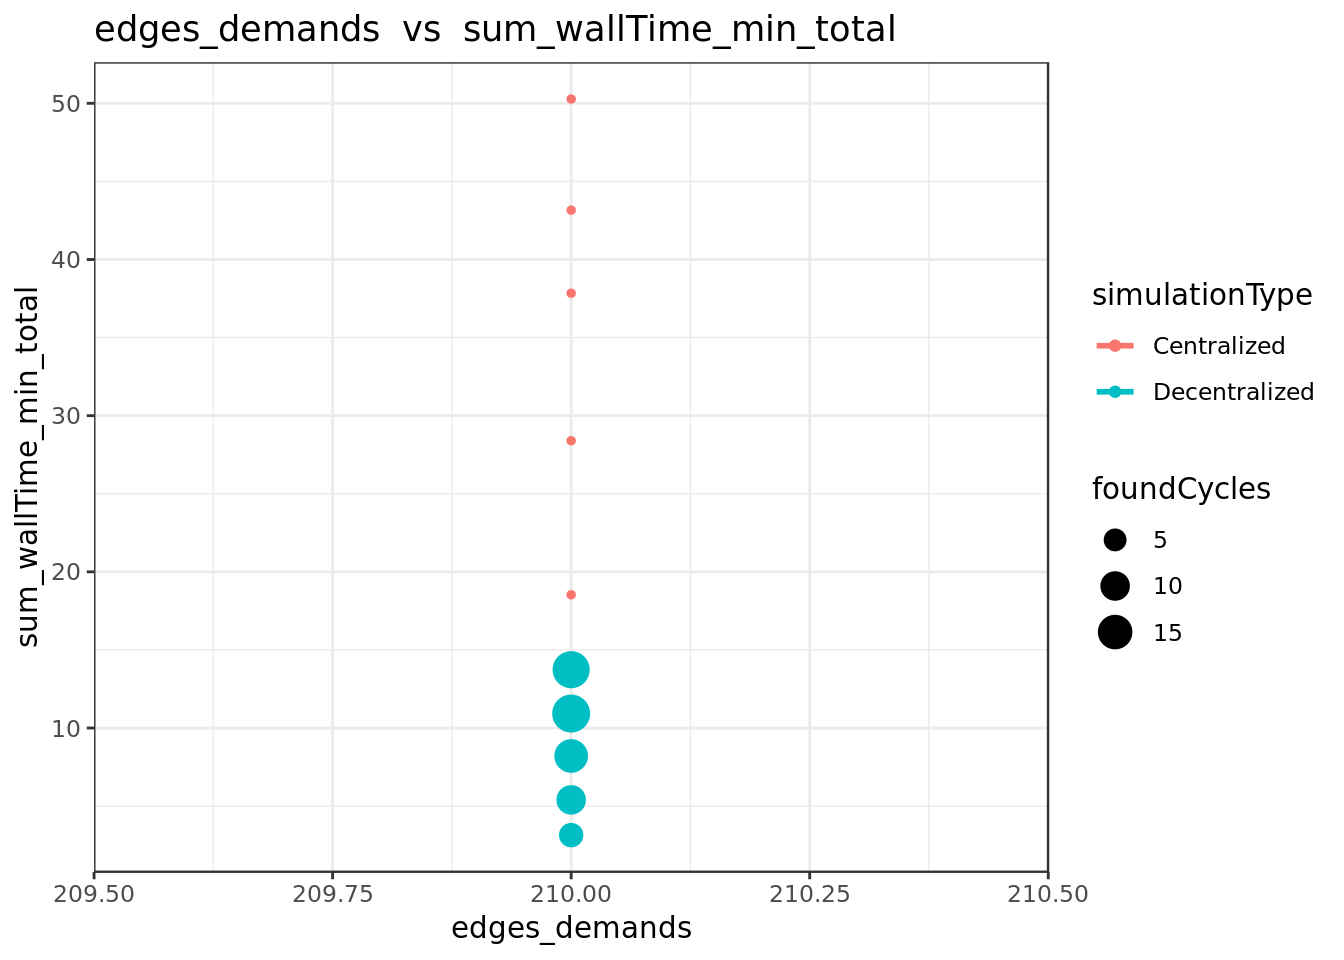 edges_demands  vs  sum_wallTime_min_total
sum_wallTime_min_total
50
40
30
20
10
209.50
209.75
210.00
210.25
210.50
edges_demands
simulationType
Centralized
Decentralized
foundCycles
5
10
15